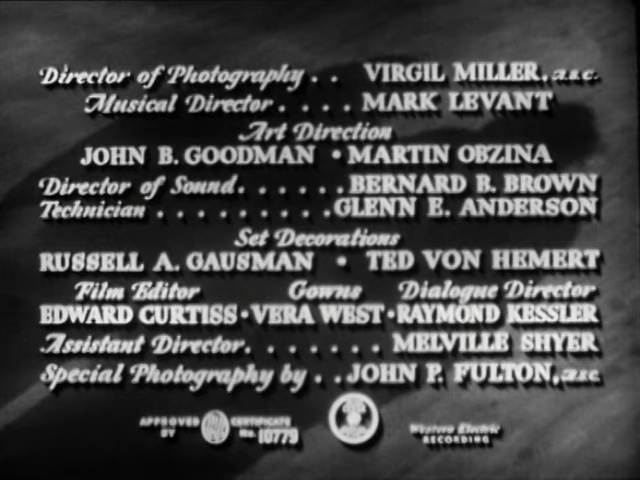 Director of Photography . . VIRGIL MILLER, A.S.C.
Musical Director . . . . MARK LEVANT
Art Direction
JOHN B. GOODMAN • MARTIN OBZINA
Director of Sound . . . . . . BERNARD B. BROWN
Technician . . . . . . . . . . GLENN E. ANDERSON
Set Decorations
RUSSELL A. GAUSMAN • TED VON HEMERT
Film Editor Gowns Dialogue Director
EDWARD CURTISS • VERA WEST • RAYMOND KESSLER
Assistant Director . . . . . . . MELVILLE SHYER
Special Photography by . . JOHN P. FULTON, A.S.C.
APPROVED CERTIFICATE
BY No. 10779
Western Electric
RECORDING